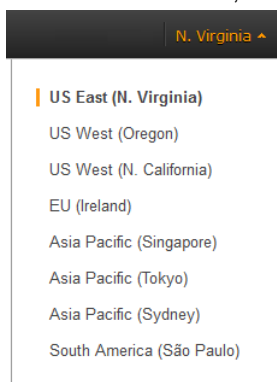 N. Virginia
US East (N. Virginia)
US West (Oregon)
US West (N. California)
EU (Ireland)
Asia Pacific (Singapore)
Asia Pacific (Tokyo)
Asia Pacific (Sydney)
South America (São Paulo)